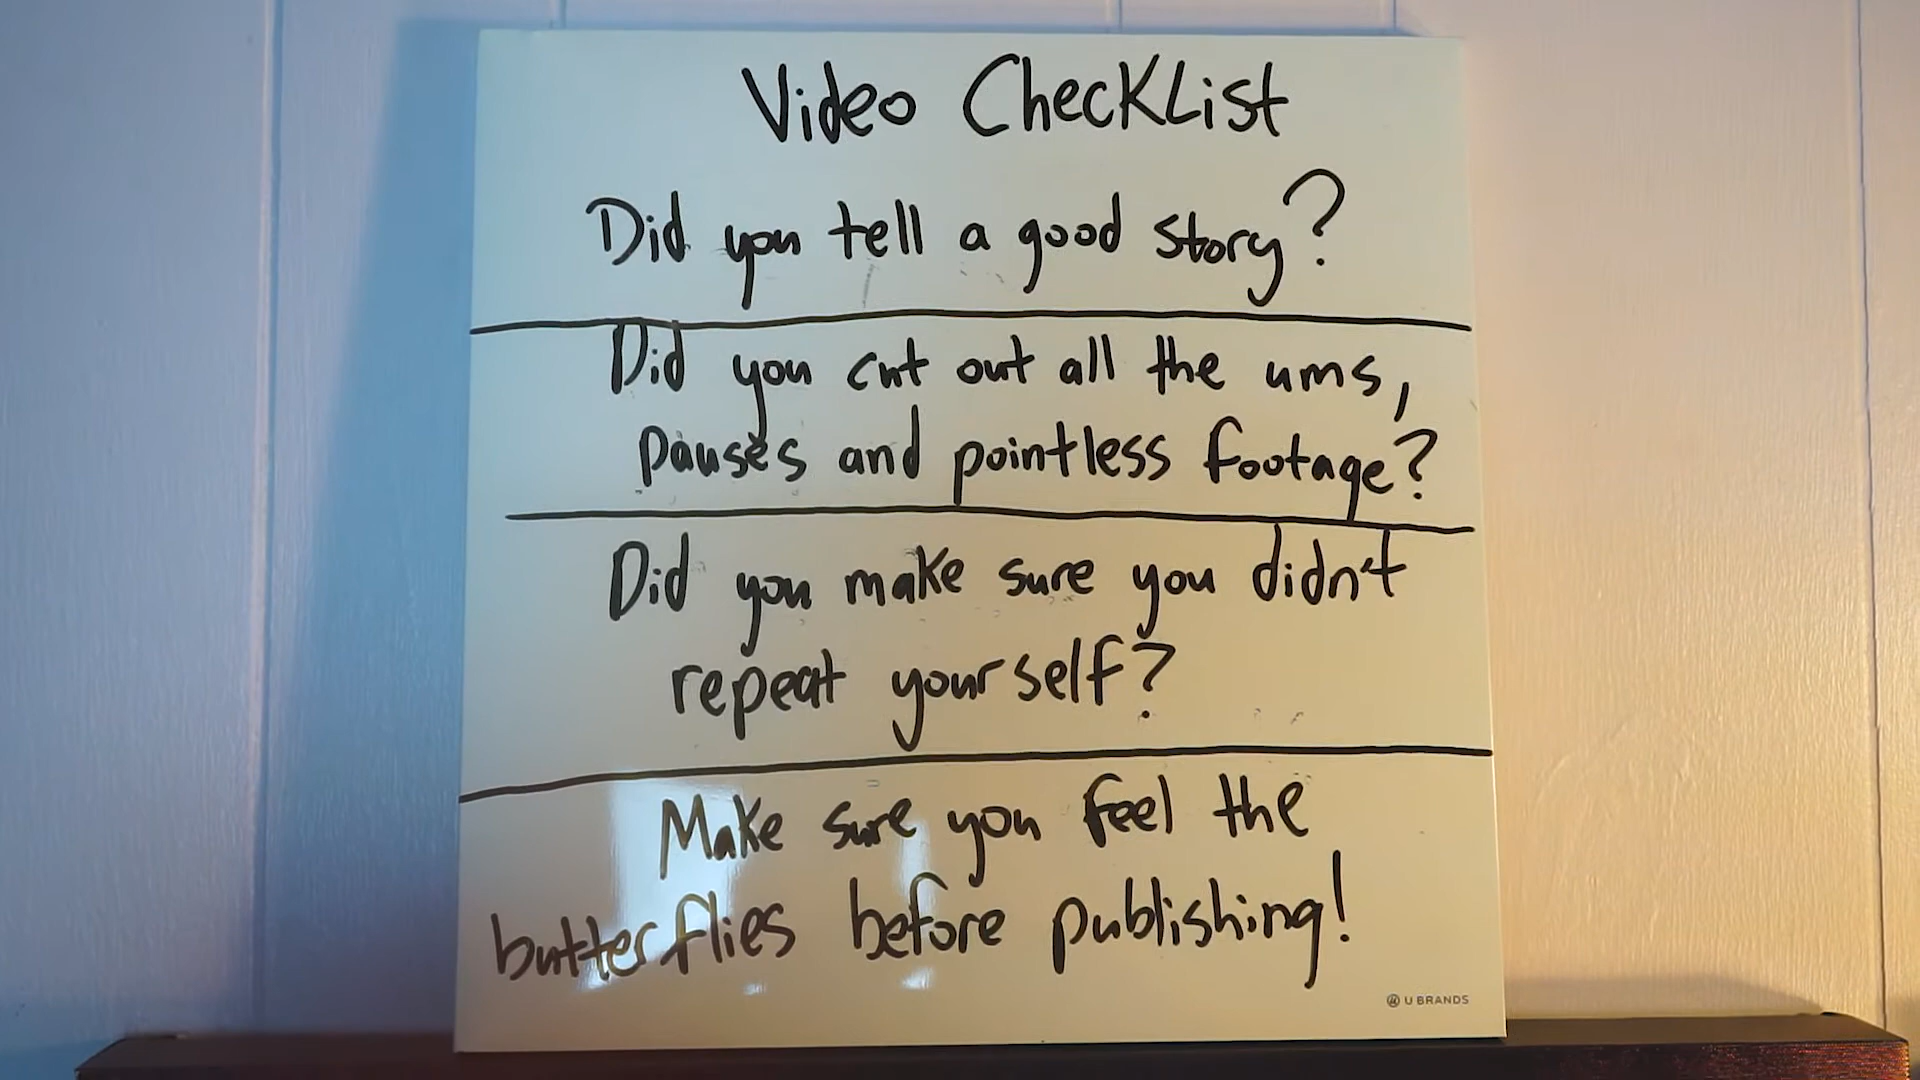 Video CheckList
Did you tell a good story?
Did you cut out all the ums,
pauses and pointless footage?
Did you make sure you didn't
repeat yourself?
Make sure you feel the
butterflies before publishing!
U BRANDS